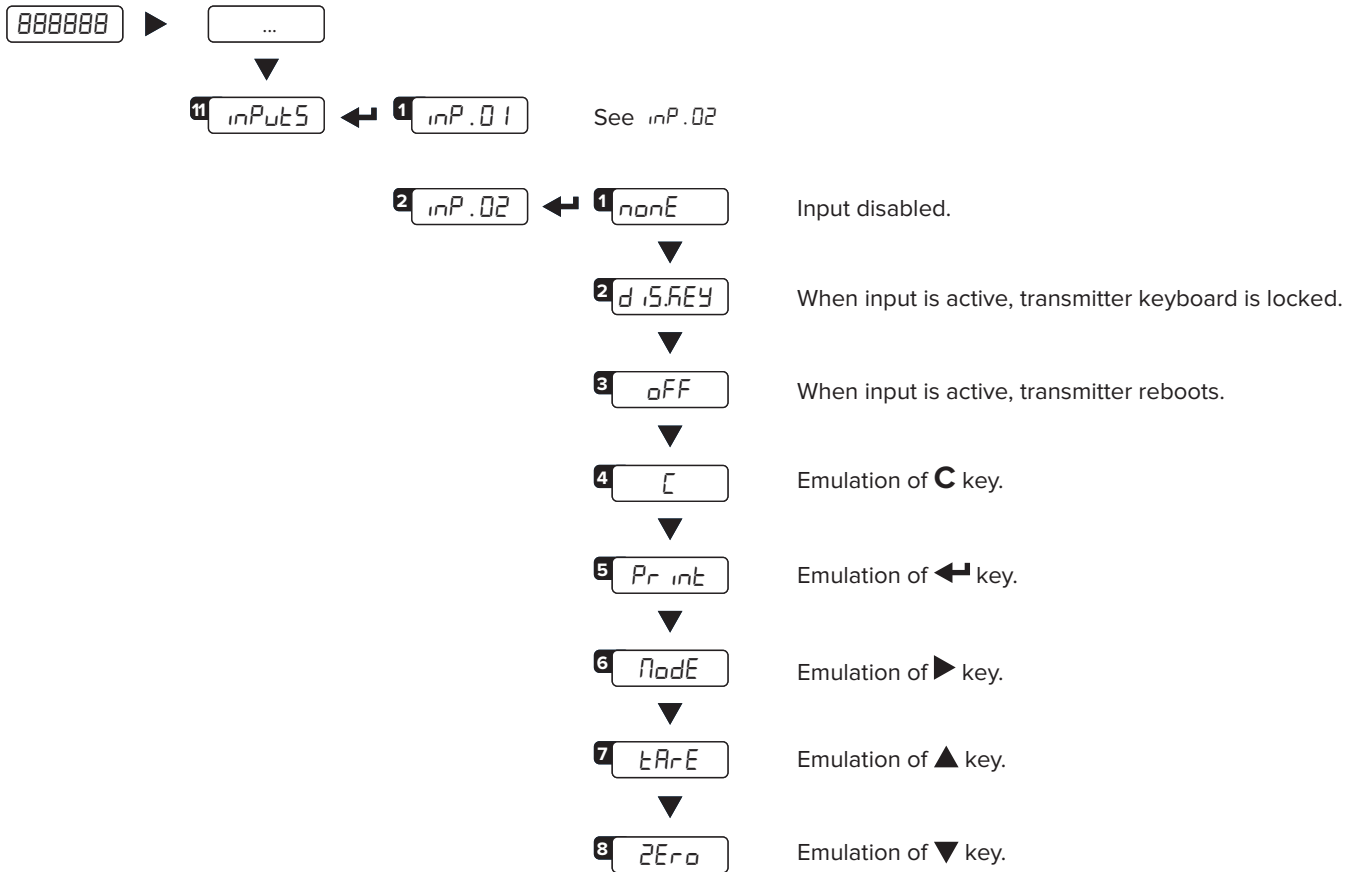 888888 ▶ ...
▼
11 inPutS ↵ 1 inP.01 See inP.02
2 inP.02 ↵ 1 nonE Input disabled.
▼
2 diS.KEY When input is active, transmitter keyboard is locked.
▼
3 oFF When input is active, transmitter reboots.
▼
4 C Emulation of C key.
▼
5 Print Emulation of ↵ key.
▼
6 ModE Emulation of ▶ key.
▼
7 tArE Emulation of ▲ key.
▼
8 ZEro Emulation of ▼ key.